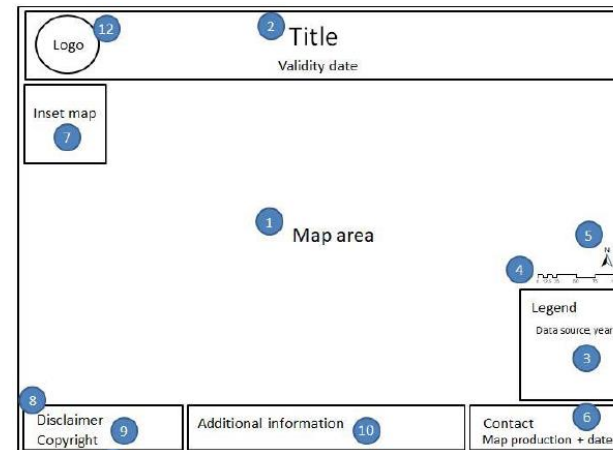 Logo
12
2
Title
Validity date
Inset map
7
1
Map area
5
N
4
Legend
Data source, year
3
8
Disclaimer
Copyright
9
Additional information
10
6
Contact
Map production + date